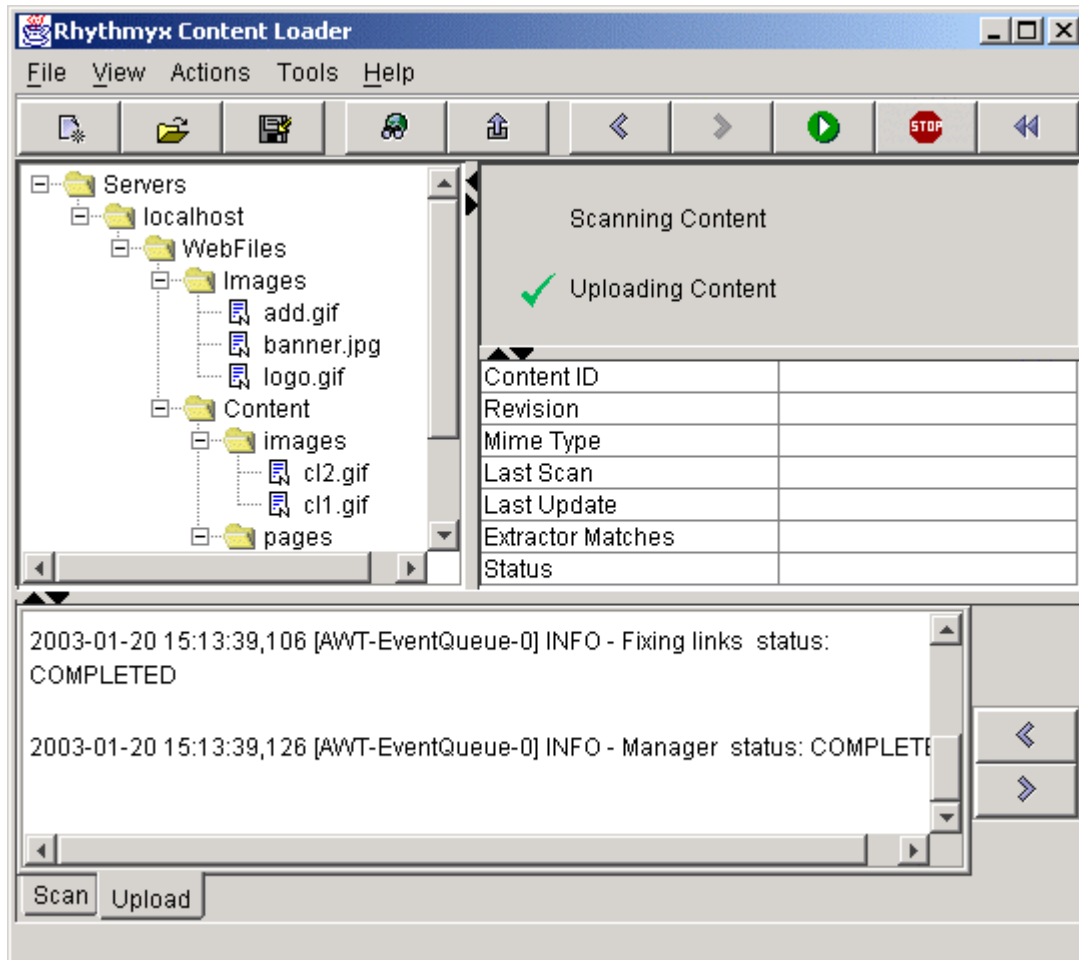 Rhythmyx Content Loader
File View Actions Tools Help
STOP
Servers
localhost
WebFiles
Images
add.gif
banner.jpg
logo.gif
Content
images
cl2.gif
cl1.gif
pages
Scanning Content
Uploading Content
Content ID
Revision
Mime Type
Last Scan
Last Update
Extractor Matches
Status
2003-01-20 15:13:39,106 [AWT-EventQueue-0] INFO - Fixing links status:
COMPLETED
2003-01-20 15:13:39,126 [AWT-EventQueue-0] INFO - Manager status: COMPLETE
Scan Upload